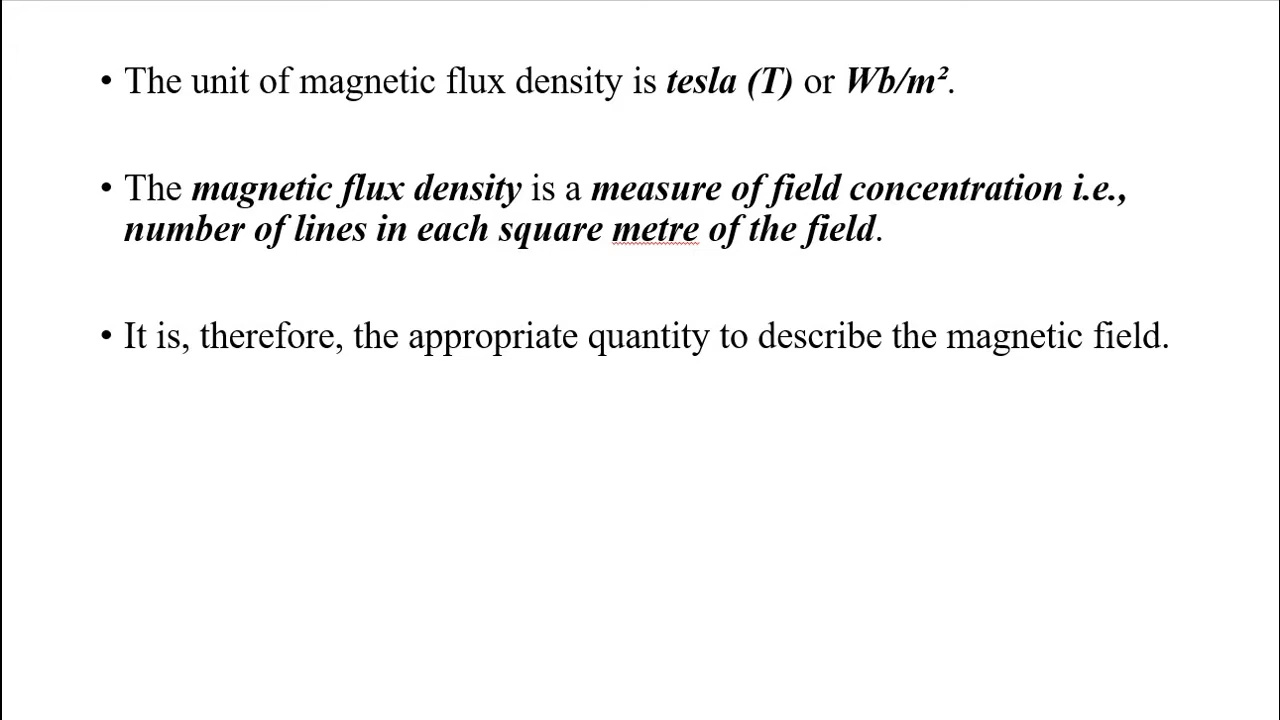 • The unit of magnetic flux density is tesla (T) or Wb/m².
• The magnetic flux density is a measure of field concentration i.e.,
number of lines in each square metre of the field.
• It is, therefore, the appropriate quantity to describe the magnetic field.